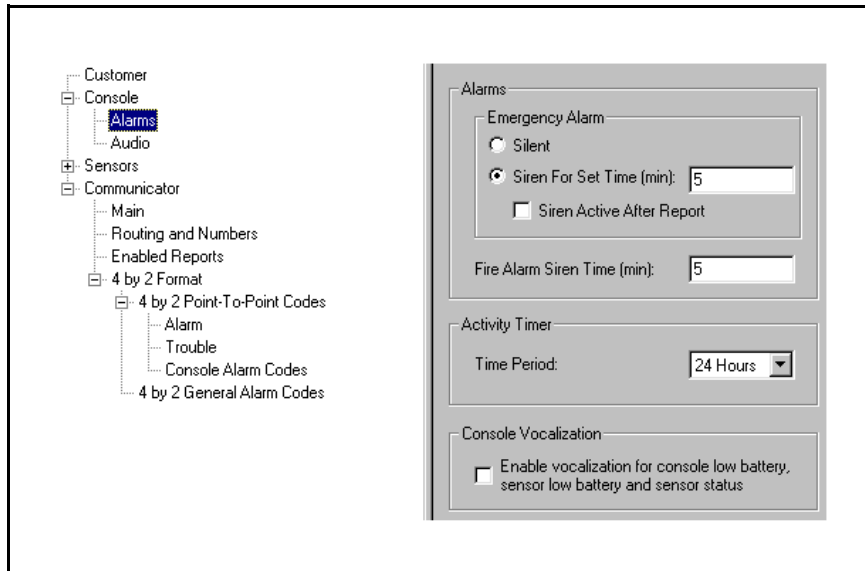 Customer
Console
Alarms
Audio
Sensors
Communicator
Main
Routing and Numbers
Enabled Reports
4 by 2 Format
4 by 2 Point-To-Point Codes
Alarm
Trouble
Console Alarm Codes
4 by 2 General Alarm Codes
Alarms
Emergency Alarm
Silent
Siren For Set Time (min): 5
Siren Active After Report
Fire Alarm Siren Time (min): 5
Activity Timer
Time Period: 24 Hours
Console Vocalization
Enable vocalization for console low battery,
sensor low battery and sensor status